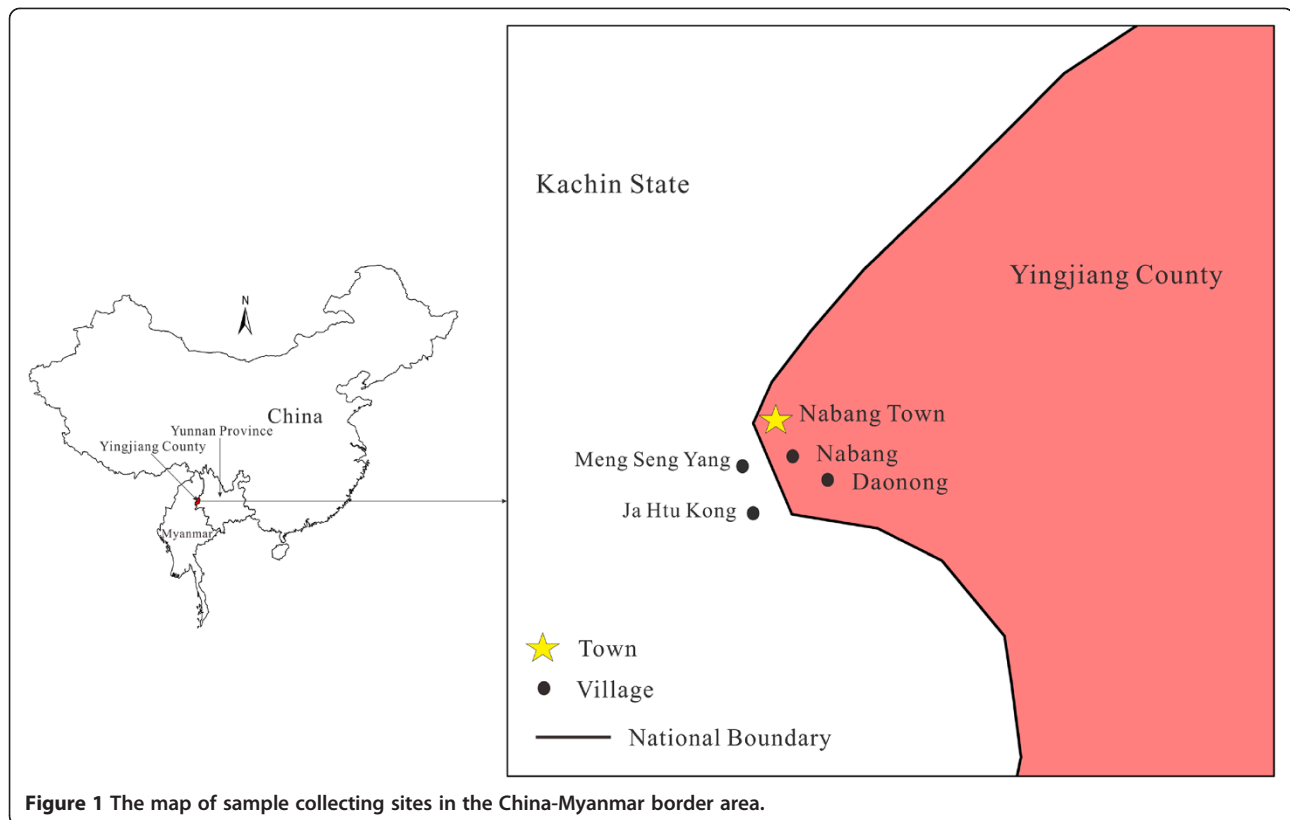 N
China
Yunnan Province
Yingjiang County
Myanmar
Kachin State
Yingjiang County
Nabang Town
Nabang
Meng Seng Yang
Daonong
Ja Htu Kong
Town
Village
National Boundary
Figure 1 The map of sample collecting sites in the China-Myanmar border area.